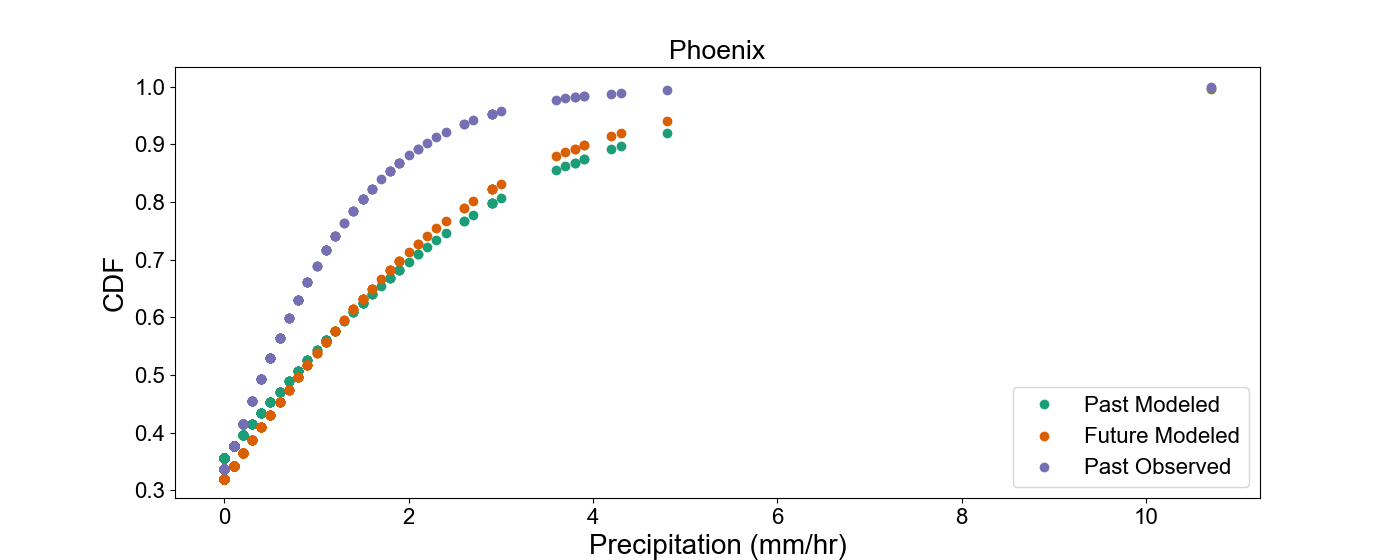 Phoenix
CDF
1.0
0.9
0.8
0.7
0.6
0.5
0.4
0.3
0
2
4
6
8
10
Precipitation (mm/hr)
Past Modeled
Future Modeled
Past Observed